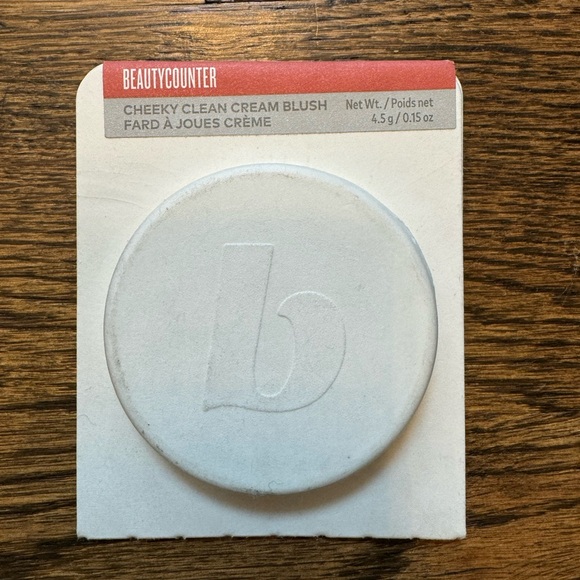 BEAUTYCOUNTER
CHEEKY CLEAN CREAM BLUSH
FARD À JOUES CRÈME
Net Wt. / Poids net
4.5 g / 0.15 oz
b